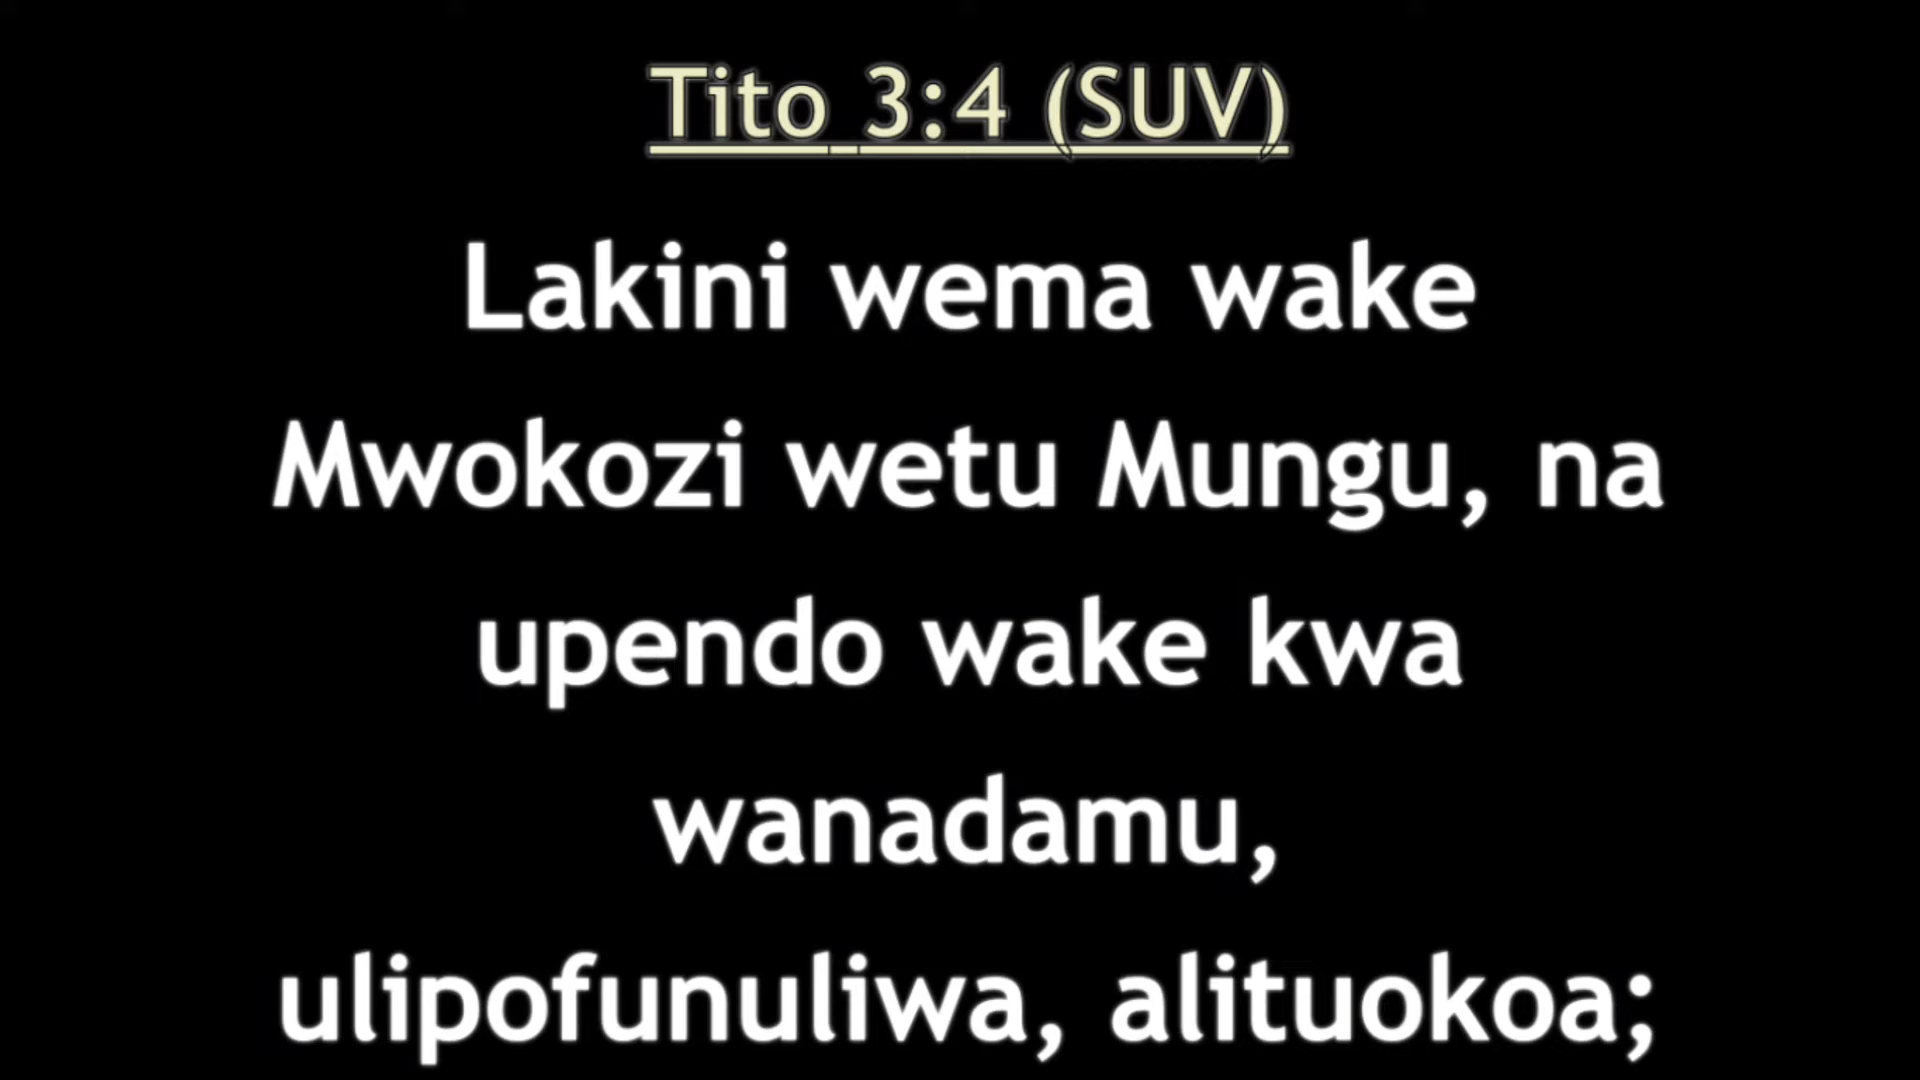 Tito 3:4 (SUV)
Lakini wema wake
Mwokozi wetu Mungu, na
upendo wake kwa
wanadamu,
ulipofunuliwa, alituokoa;